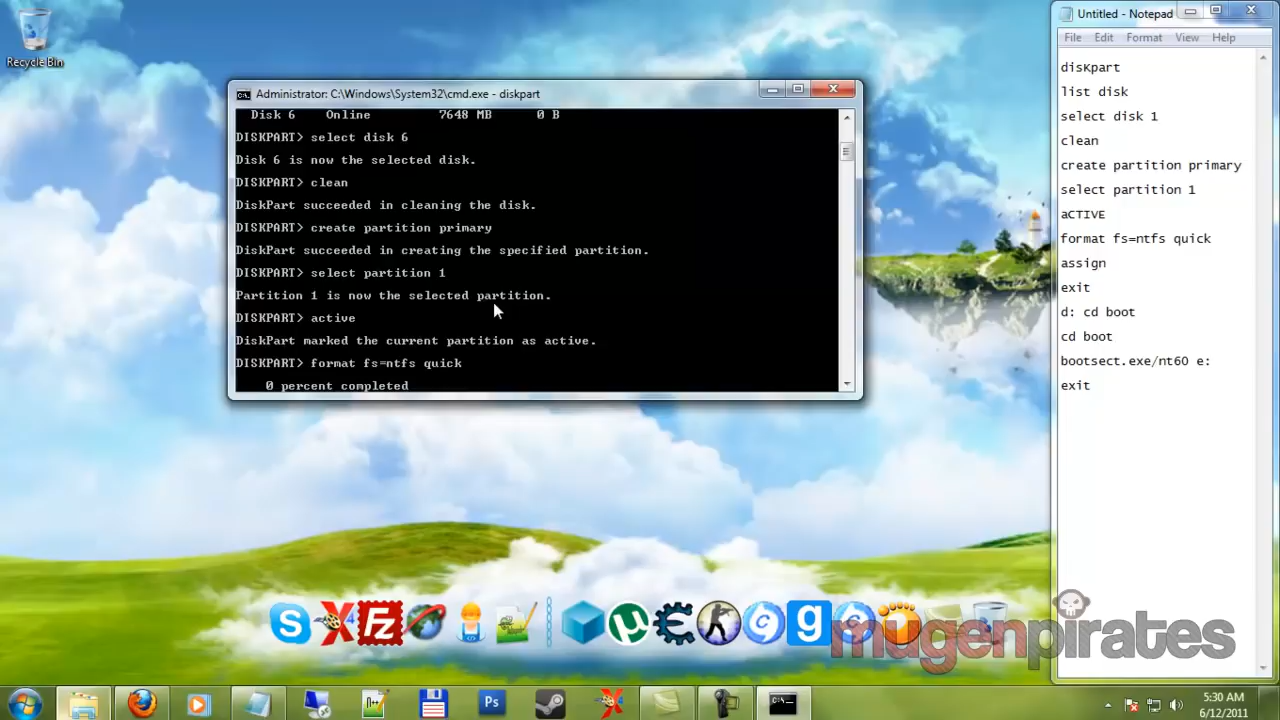 Recycle Bin
Administrator: C:\Windows\System32\cmd.exe - diskpart
Disk 6 Online 7648 MB 0 B
DISKPART> select disk 6
Disk 6 is now the selected disk.
DISKPART> clean
DiskPart succeeded in cleaning the disk.
DISKPART> create partition primary
DiskPart succeeded in creating the specified partition.
DISKPART> select partition 1
Partition 1 is now the selected partition.
DISKPART> active
DiskPart marked the current partition as active.
DISKPART> format fs=ntfs quick
0 percent completed
Untitled - Notepad
File Edit Format View Help
disKpart
list disk
select disk 1
clean
create partition primary
select partition 1
aCTIVE
format fs=ntfs quick
assign
exit
d: cd boot
cd boot
bootsect.exe/nt60 e:
exit
mugenpirates
5:30 AM
6/12/2011